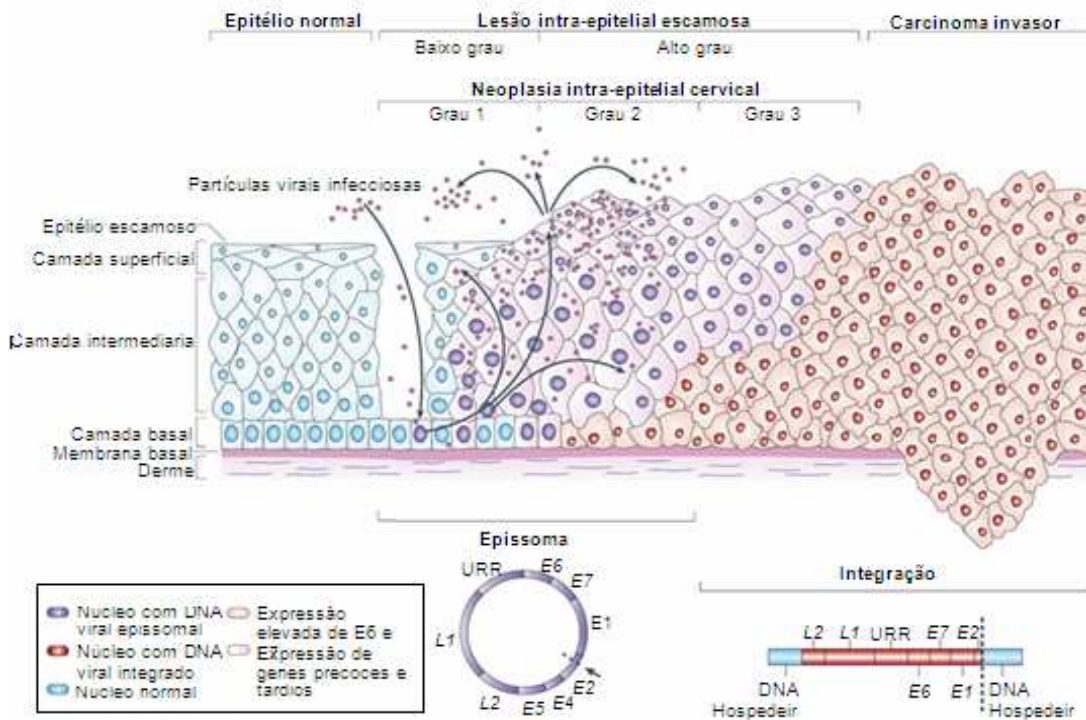 Epitélio normal
Lesão intra-epitelial escamosa
Carcinoma invasor
Baixo grau
Alto grau
Neoplasia intra-epitelial cervical
Grau 1
Grau 2
Grau 3
Partículas virais infecciosas
Epitélio escamoso
Camada superficial
Camada intermediaria
Camada basal
Membrana basal
Derme
Epissoma
URR
E6
E7
E1
E2
E4
E5
L2
L1
Integração
L2 L1 URR E7 E2
E6 E1
DNA
Hospedeir
DNA
Hospedeir
Nucleo com DNA
viral epissomal
Núcleo com DNA
viral integrado
Nucleo normal
Expressão
elevada de E6 e
E7
Expressão de
genes precoces e
tardios